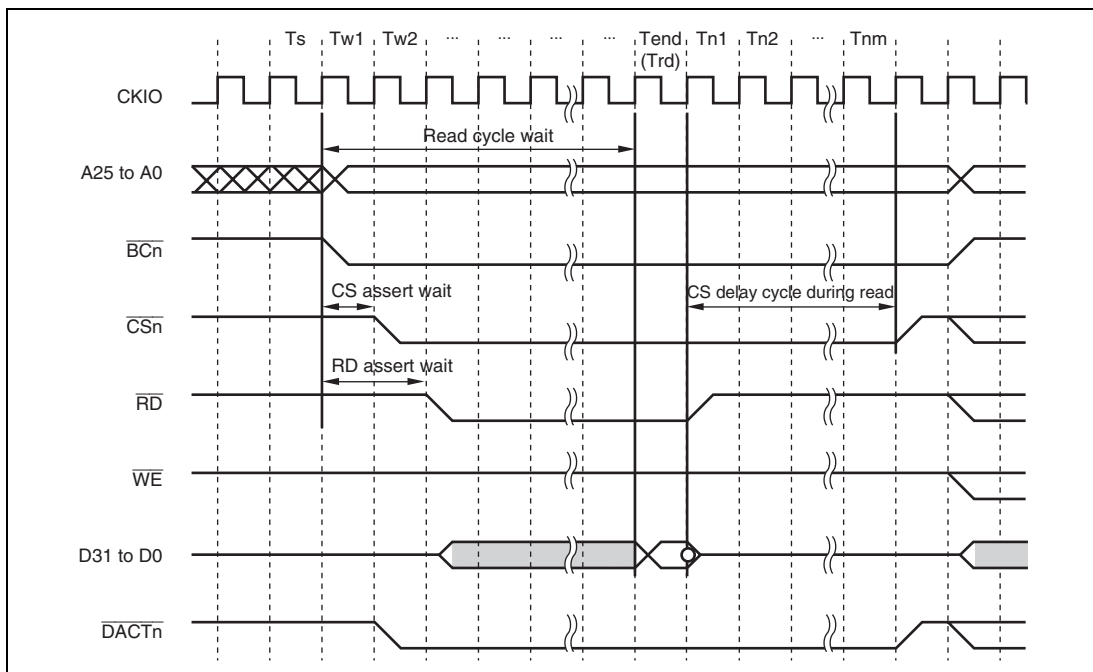 Ts Tw1 Tw2 ... ... ... ... Tend Tn1 Tn2 ... Tnm
(Trd)
CKIO
Read cycle wait
A25 to A0
BCn
CS assert wait
CS delay cycle during read
CSn
RD assert wait
RD
WE
D31 to D0
DACTn